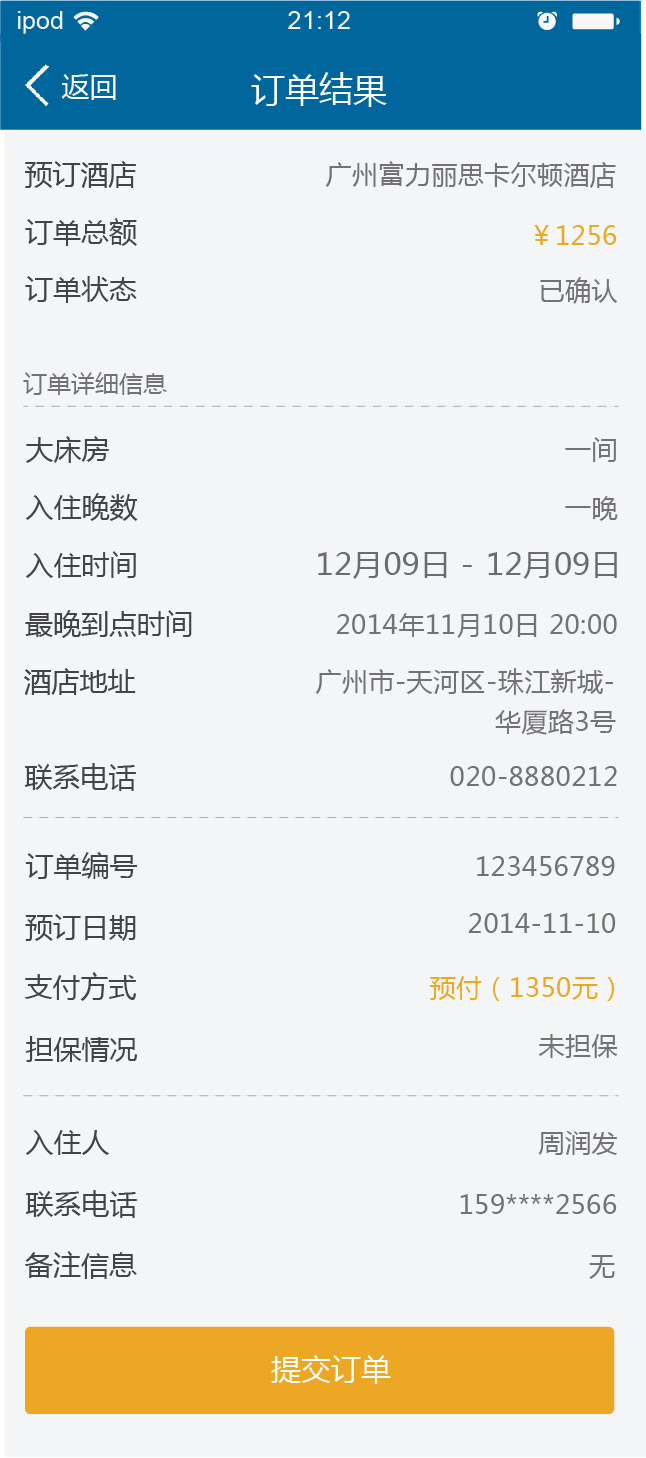 ipod 21:12
返回 订单结果
预订酒店 广州富力丽思卡尔顿酒店
订单总额 ¥1256
订单状态 已确认
订单详细信息
大床房 一间
入住晚数 一晚
入住时间 12月09日 - 12月09日
最晚到点时间 2014年11月10日 20:00
酒店地址 广州市-天河区-珠江新城-
华厦路3号
联系电话 020-8880212
订单编号 123456789
预订日期 2014-11-10
支付方式 预付（1350元）
担保情况 未担保
入住人 周润发
联系电话 159****2566
备注信息 无
提交订单